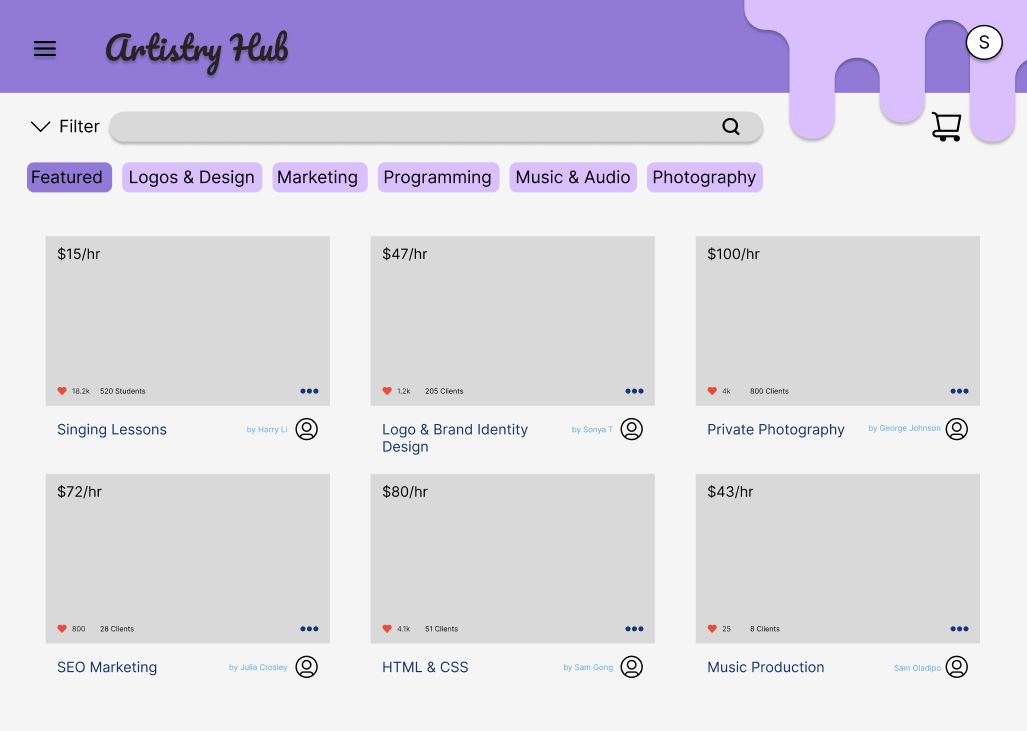 Artistry Hub
S
Filter
Featured Logos & Design Marketing Programming Music & Audio Photography
$15/hr $47/hr $100/hr
18.2k 520 Students 1.2k 205 Clients 4k 800 Clients
Singing Lessons by Harry Li Logo & Brand Identity by Sonya T Private Photography by George Johnson
Design
$72/hr $80/hr $43/hr
800 28 Clients 4.1k 51 Clients 25 8 Clients
SEO Marketing by Julia Crosley HTML & CSS by Sam Gong Music Production Sam Oladipo